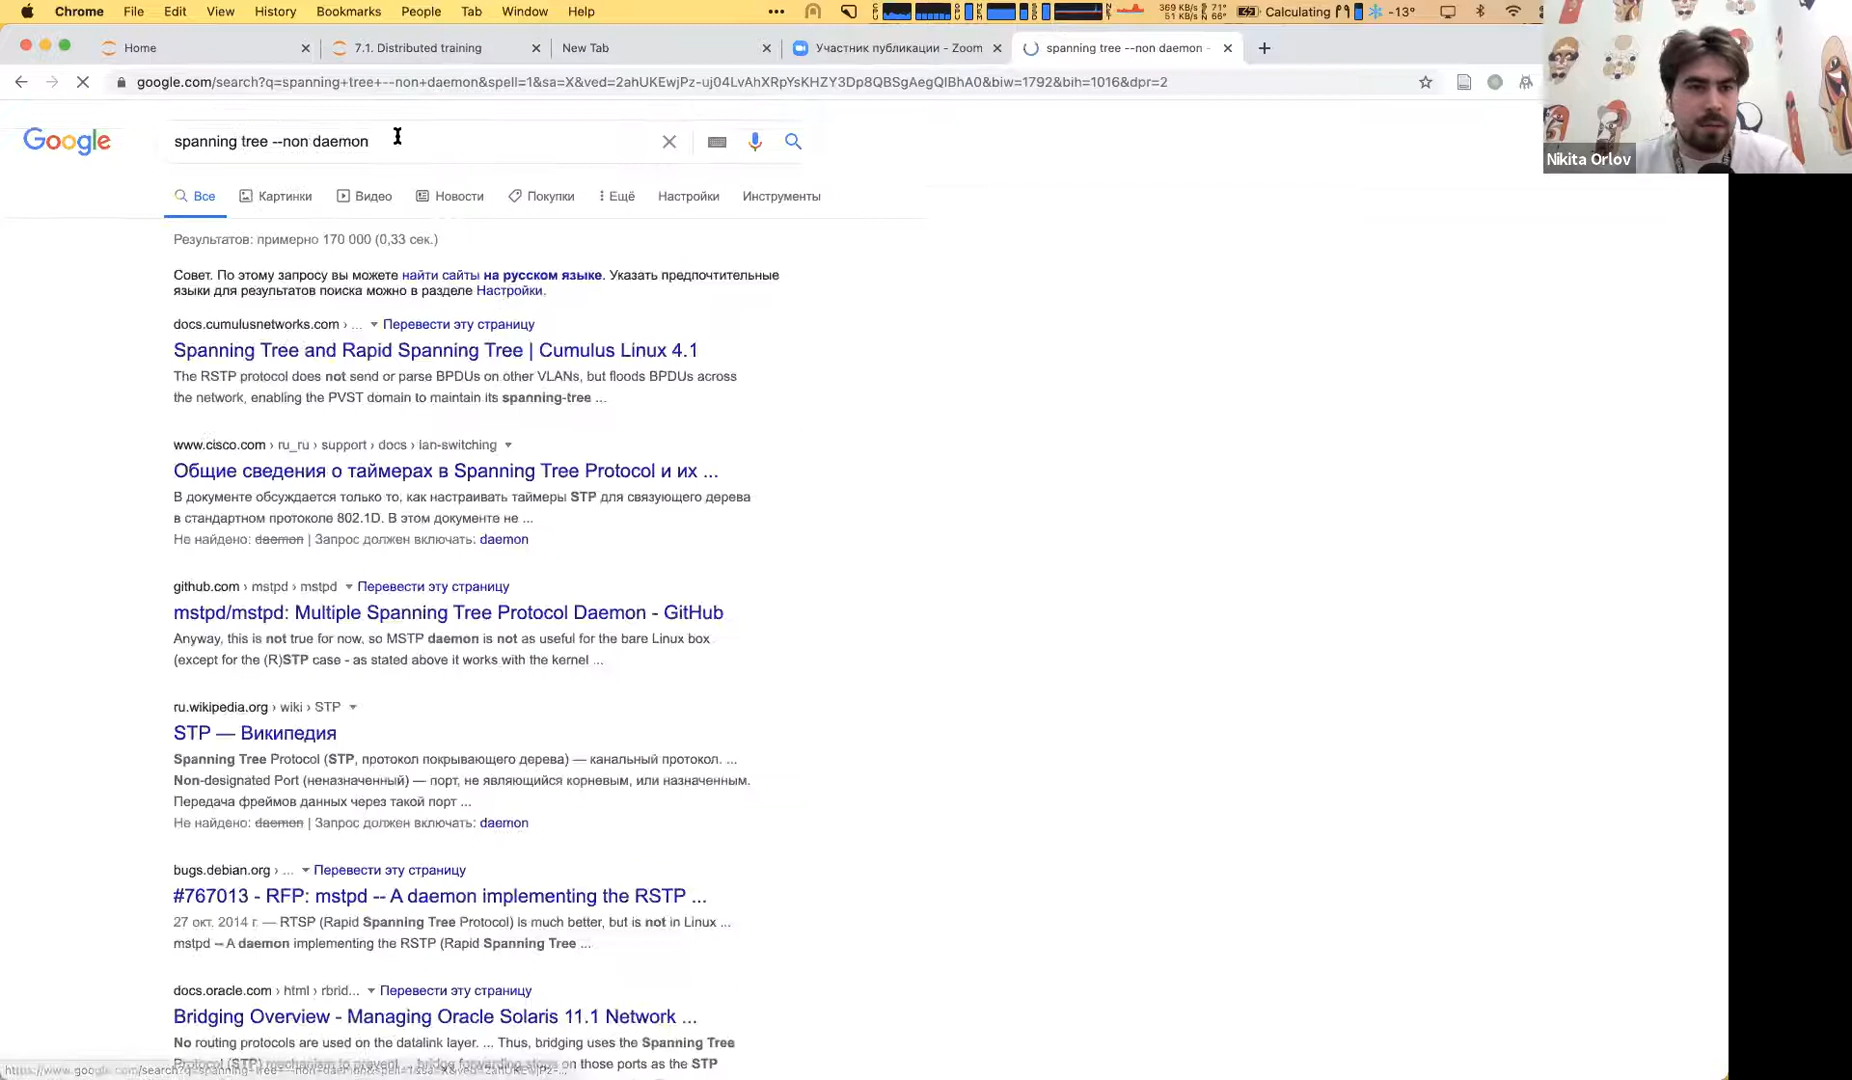 Chrome File Edit View History Bookmarks People Tab Window Help
369 KB/s 71° Calculating -13°
51 KB/s 66°
Home 7.1. Distributed training New Tab Участник публикации - Zoom spanning tree --non daemon -
google.com/search?q=spanning+tree+--non+daemon&spell=1&sa=X&ved=2ahUKEwjPz-uj04LvAhXRpYsKHZY3Dp8QBSgAegQIBhA0&biw=1792&bih=1016&dpr=2
Google spanning tree --non daemon
Nikita Orlov
Все Картинки Видео Новости Покупки Ещё Настройки Инструменты
Результатов: примерно 170 000 (0,33 сек.)
Совет. По этому запросу вы можете найти сайты на русском языке. Указать предпочтительные
языки для результатов поиска можно в разделе Настройки.
docs.cumulusnetworks.com › ... Перевести эту страницу
Spanning Tree and Rapid Spanning Tree | Cumulus Linux 4.1
The RSTP protocol does not send or parse BPDUs on other VLANs, but floods BPDUs across
the network, enabling the PVST domain to maintain its spanning-tree ...
www.cisco.com › ru_ru › support › docs › lan-switching
Общие сведения о таймерах в Spanning Tree Protocol и их ...
В документе обсуждается только то, как настраивать таймеры STP для связующего дерева
в стандартном протоколе 802.1D. В этом документе не ...
Не найдено: daemon | Запрос должен включать: daemon
github.com › mstpd › mstpd Перевести эту страницу
mstpd/mstpd: Multiple Spanning Tree Protocol Daemon - GitHub
Anyway, this is not true for now, so MSTP daemon is not as useful for the bare Linux box
(except for the (R)STP case - as stated above it works with the kernel ...
ru.wikipedia.org › wiki › STP
STP — Википедия
Spanning Tree Protocol (STP, протокол покрывающего дерева) — канальный протокол. ...
Non-designated Port (неназначенный) — порт, не являющийся корневым, или назначенным.
Передача фреймов данных через такой порт ...
Не найдено: daemon | Запрос должен включать: daemon
bugs.debian.org › ... Перевести эту страницу
#767013 - RFP: mstpd -- A daemon implementing the RSTP ...
27 окт. 2014 г. — RTSP (Rapid Spanning Tree Protocol) is much better, but is not in Linux ...
mstpd -- A daemon implementing the RSTP (Rapid Spanning Tree ...
docs.oracle.com › html › rbrid... Перевести эту страницу
Bridging Overview - Managing Oracle Solaris 11.1 Network ...
No routing protocols are used on the datalink layer. ... Thus, bridging uses the Spanning Tree
Protocol (STP) mechanism to prevent ... bridge forwarding stops on those ports as the STP